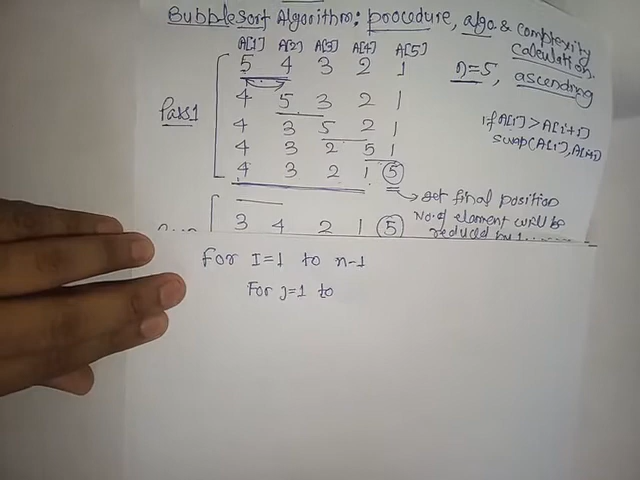 BubbleSort Algorithm: procedure, algo. & complexity
calculation.
A[1] A[2] A[3] A[4] A[5]
5 4 3 2 1
n=5, ascending
Pass1
4 5 3 2 1
4 3 5 2 1
4 3 2 5 1
4 3 2 1 5
if A[i] > A[i+1]
swap(A[i], A[i+1])
get final position
No. of element will be
reduced by 1
3 4 2 1 5
For I=1 to n-1
For j=1 to